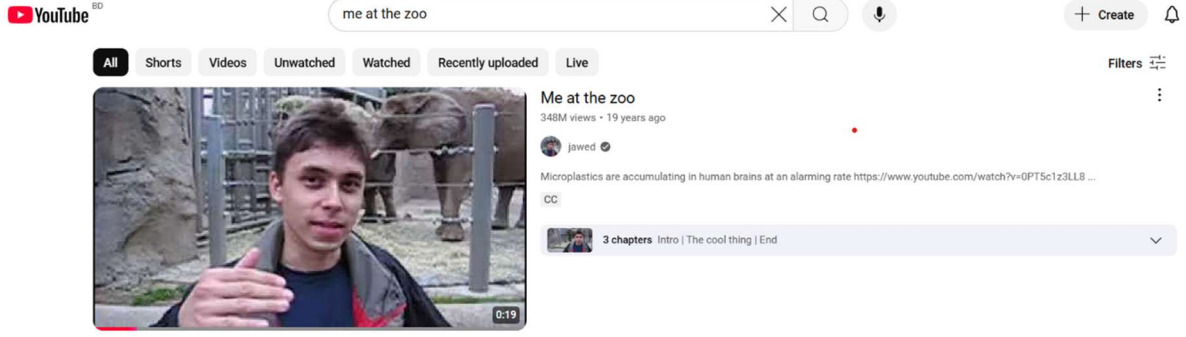 YouTube BD
me at the zoo
Create
All Shorts Videos Unwatched Watched Recently uploaded Live
Filters
Me at the zoo
348M views • 19 years ago
jawed
Microplastics are accumulating in human brains at an alarming rate https://www.youtube.com/watch?v=0PT5c1z3LL8 ...
CC
3 chapters Intro | The cool thing | End
0:19